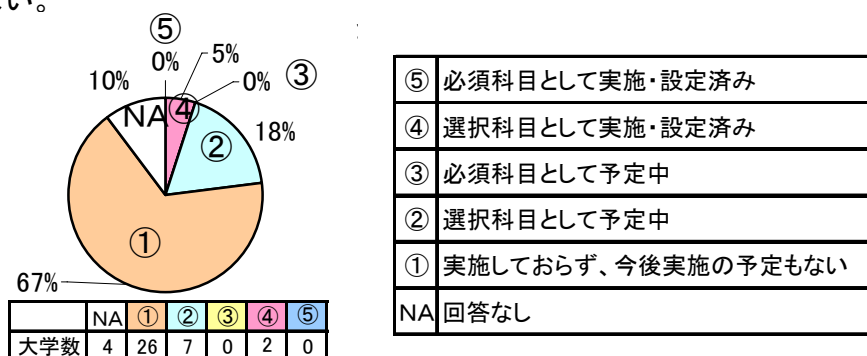 い。
⑤
0%
5%
0%
③
10%
NA
④
18%
②
①
67%
NA ① ② ③ ④ ⑤
大学数 4 26 7 0 2 0
⑤ 必須科目として実施・設定済み
④ 選択科目として実施・設定済み
③ 必須科目として予定中
② 選択科目として予定中
① 実施しておらず、今後実施の予定もない
NA 回答なし